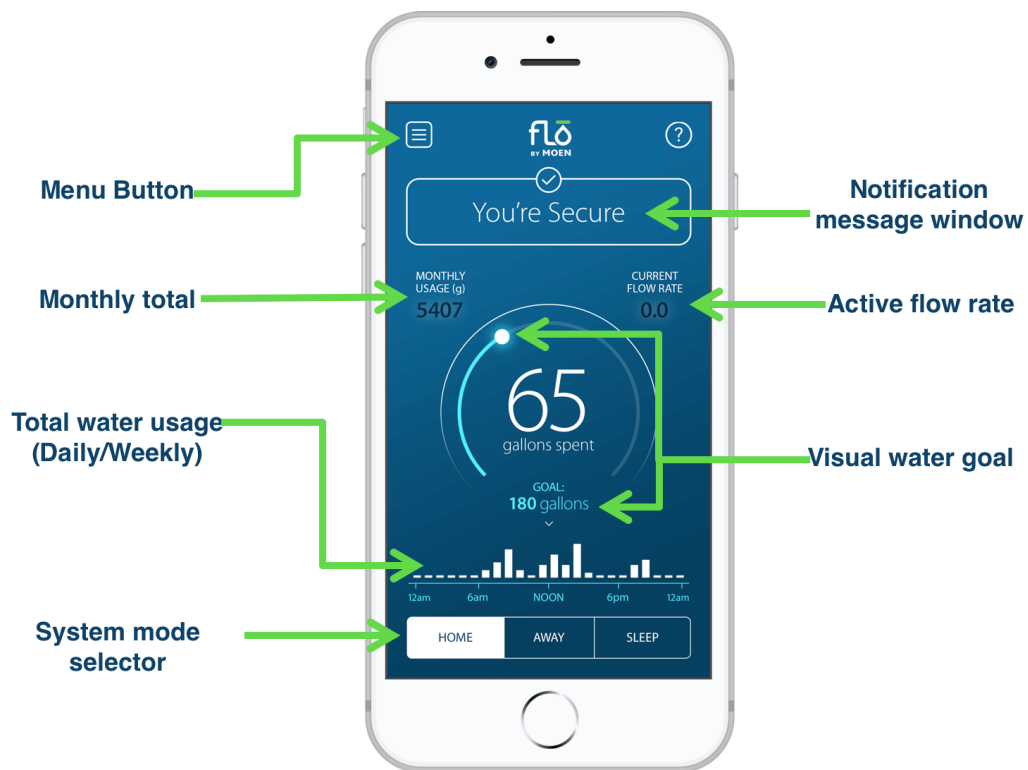 flō
BY MOEN
?
Menu Button
You're Secure
Notification
message window
MONTHLY
USAGE (g)
5407
CURRENT
FLOW RATE
0.0
Monthly total
Active flow rate
65
gallons spent
Total water usage
(Daily/Weekly)
Visual water goal
GOAL:
180 gallons
12am 6am NOON 6pm 12am
System mode
selector
HOME AWAY SLEEP